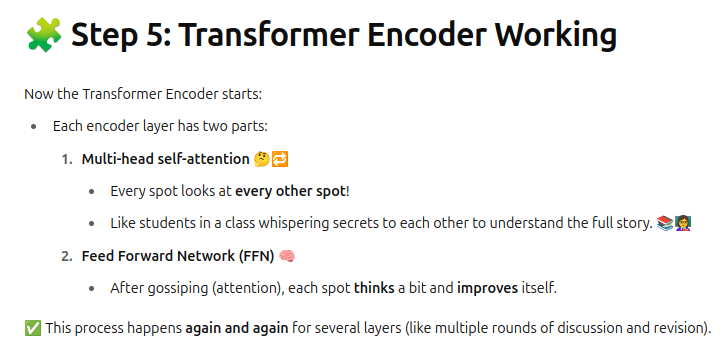 🧩 Step 5: Transformer Encoder Working
Now the Transformer Encoder starts:
• Each encoder layer has two parts:
1. Multi-head self-attention 🤔🔁
• Every spot looks at every other spot!
• Like students in a class whispering secrets to each other to understand the full story. 📚👩‍🏫
2. Feed Forward Network (FFN) 🧠
• After gossiping (attention), each spot thinks a bit and improves itself.
✅ This process happens again and again for several layers (like multiple rounds of discussion and revision).